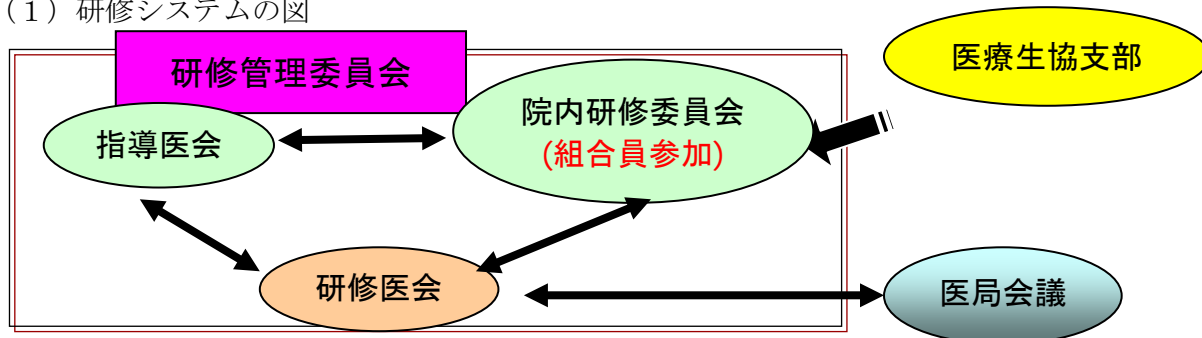 （１）研修システムの図
研修管理委員会
医療生協支部
指導医会
院内研修委員会
(組合員参加)
研修医会
医局会議